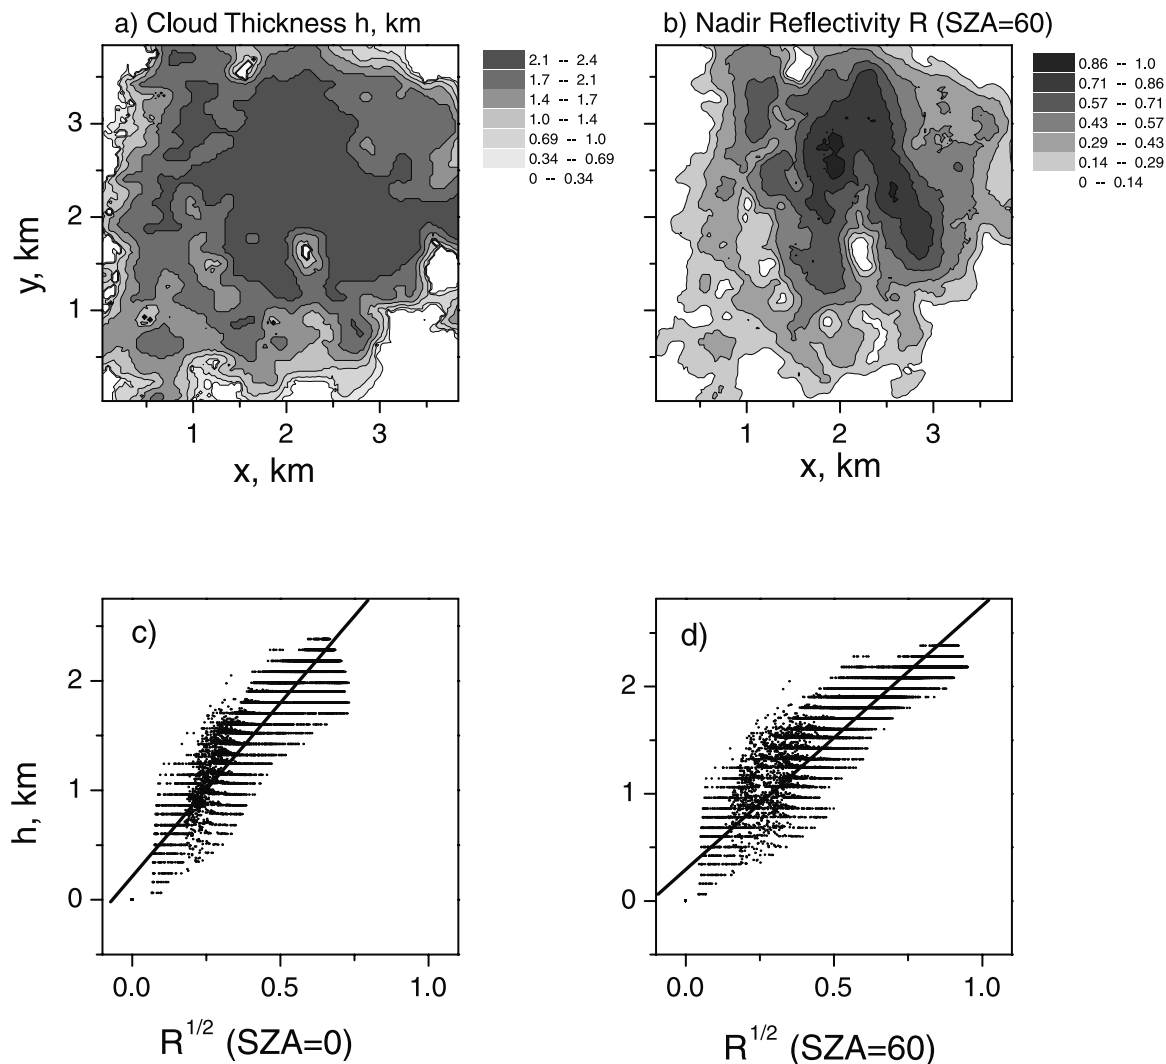 a) Cloud Thickness h, km
b) Nadir Reflectivity R (SZA=60)
2.1 -- 2.4
1.7 -- 2.1
1.4 -- 1.7
1.0 -- 1.4
0.69 -- 1.0
0.34 -- 0.69
0 -- 0.34
0.86 -- 1.0
0.71 -- 0.86
0.57 -- 0.71
0.43 -- 0.57
0.29 -- 0.43
0.14 -- 0.29
0 -- 0.14
y, km
3
2
1
1 2 3
x, km
3
2
1
1 2 3
x, km
c)
h, km
2
1
0
0.0 0.5 1.0
R^1/2 (SZA=0)
d)
2
1
0
0.0 0.5 1.0
R^1/2 (SZA=60)